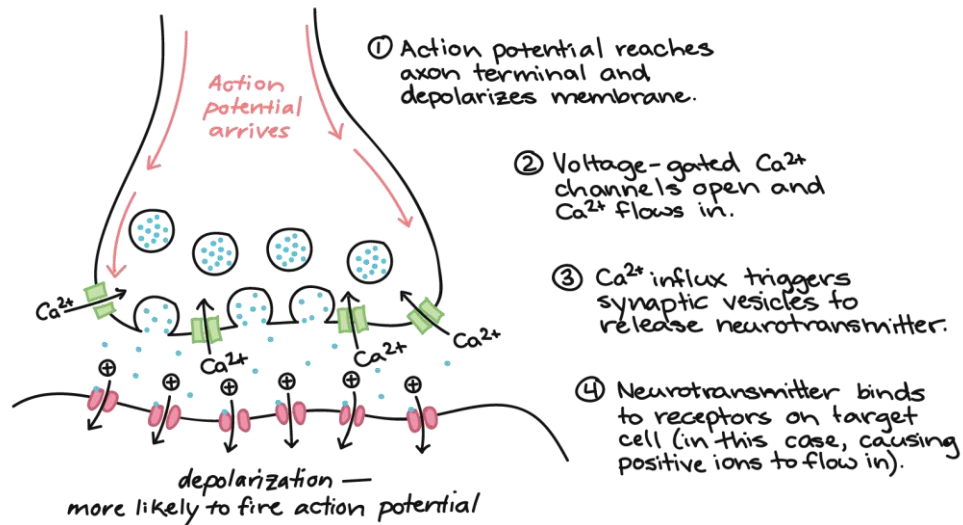 ① Action potential reaches
axon terminal and
depolarizes membrane.
Action
potential
arrives
② Voltage-gated Ca²⁺
channels open and
Ca²⁺ flows in.
③ Ca²⁺ influx triggers
synaptic vesicles to
release neurotransmitter.
Ca²⁺
Ca²⁺
Ca²⁺
Ca²⁺
⊕ ⊕ ⊕ ⊕ ⊕ ⊕
④ Neurotransmitter binds
to receptors on target
cell (in this case, causing
positive ions to flow in).
depolarization —
more likely to fire action potential